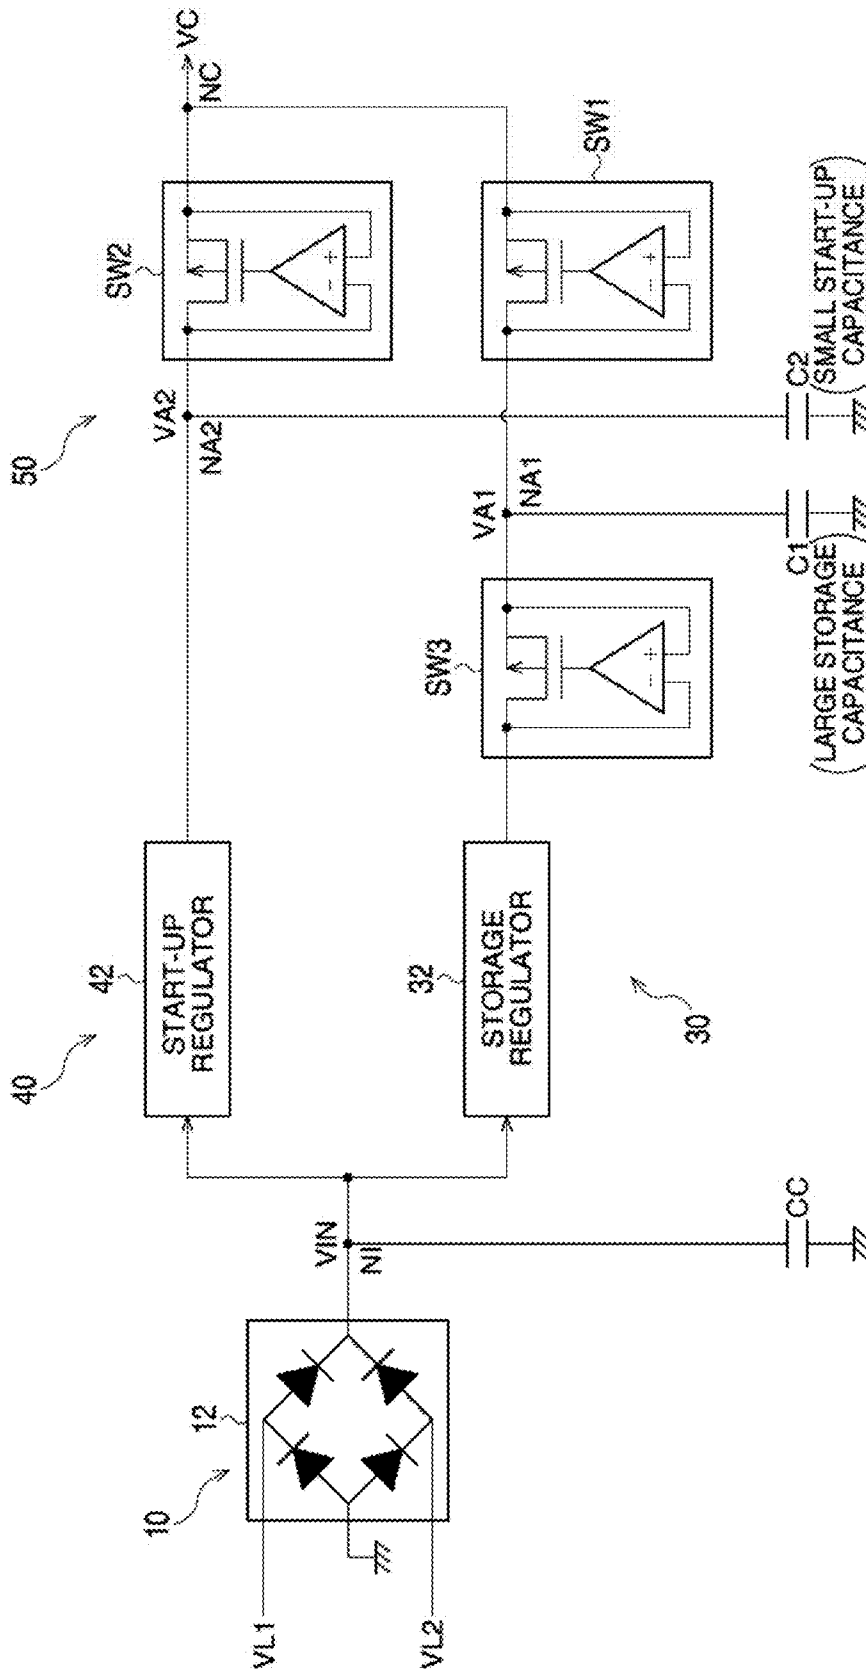 50
40
10
VL1
VL2
12
VIN
NI
CC
42
START-UP
REGULATOR
32
STORAGE
REGULATOR
30
VA2
NA2
SW2
+
-
VC
NC
SW3
+
-
VA1
NA1
SW1
+
-
C1
(LARGE STORAGE
CAPACITANCE)
C2
(SMALL START-UP
CAPACITANCE)